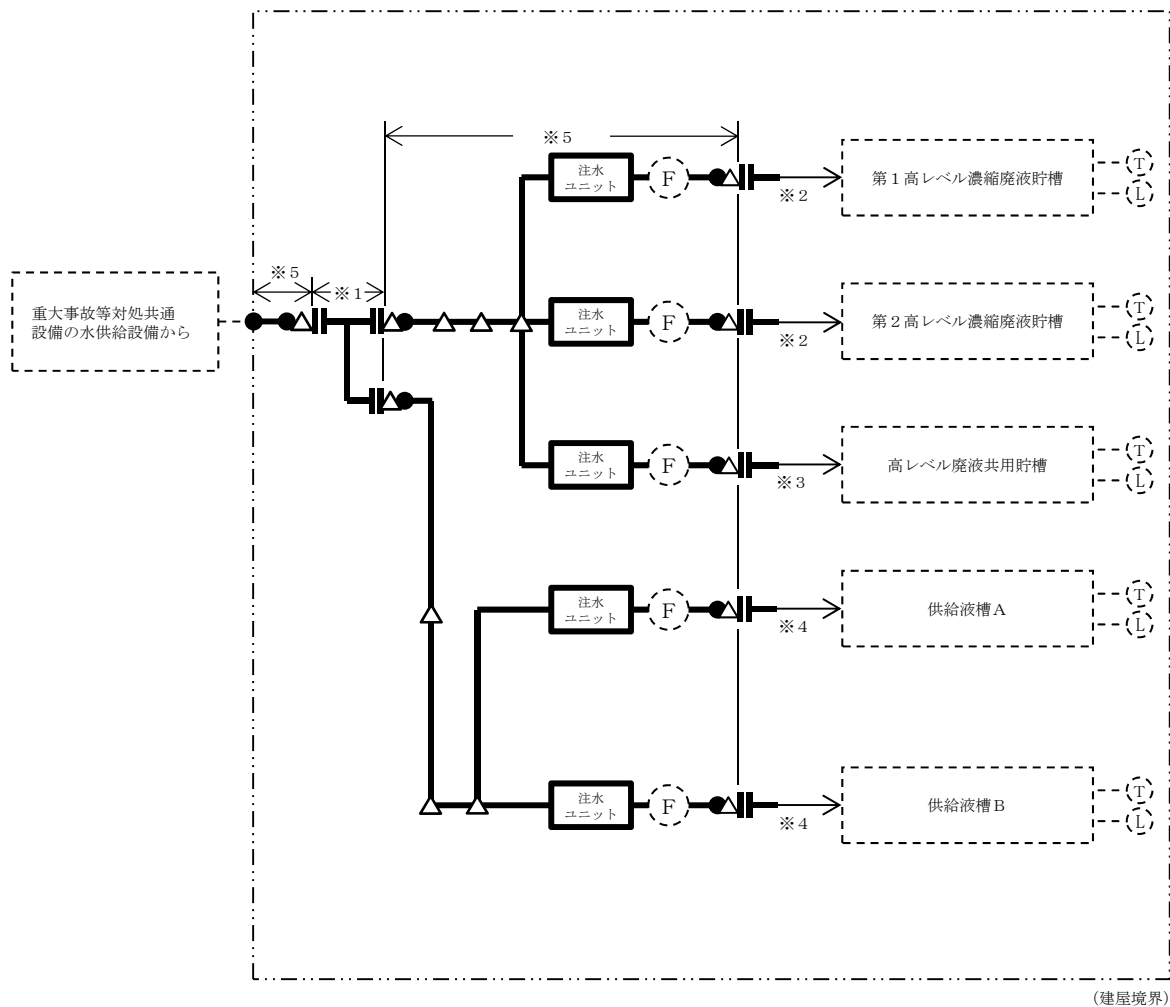 ※5
注水
ユニット
F
※2
第1高レベル濃縮廃液貯槽
T
L
重大事故等対処共通
設備の水供給設備から
※5
※1
注水
ユニット
F
※2
第2高レベル濃縮廃液貯槽
T
L
注水
ユニット
F
※3
高レベル廃液共用貯槽
T
L
注水
ユニット
F
※4
供給液槽A
T
L
注水
ユニット
F
※4
供給液槽B
T
L
(建屋境界)